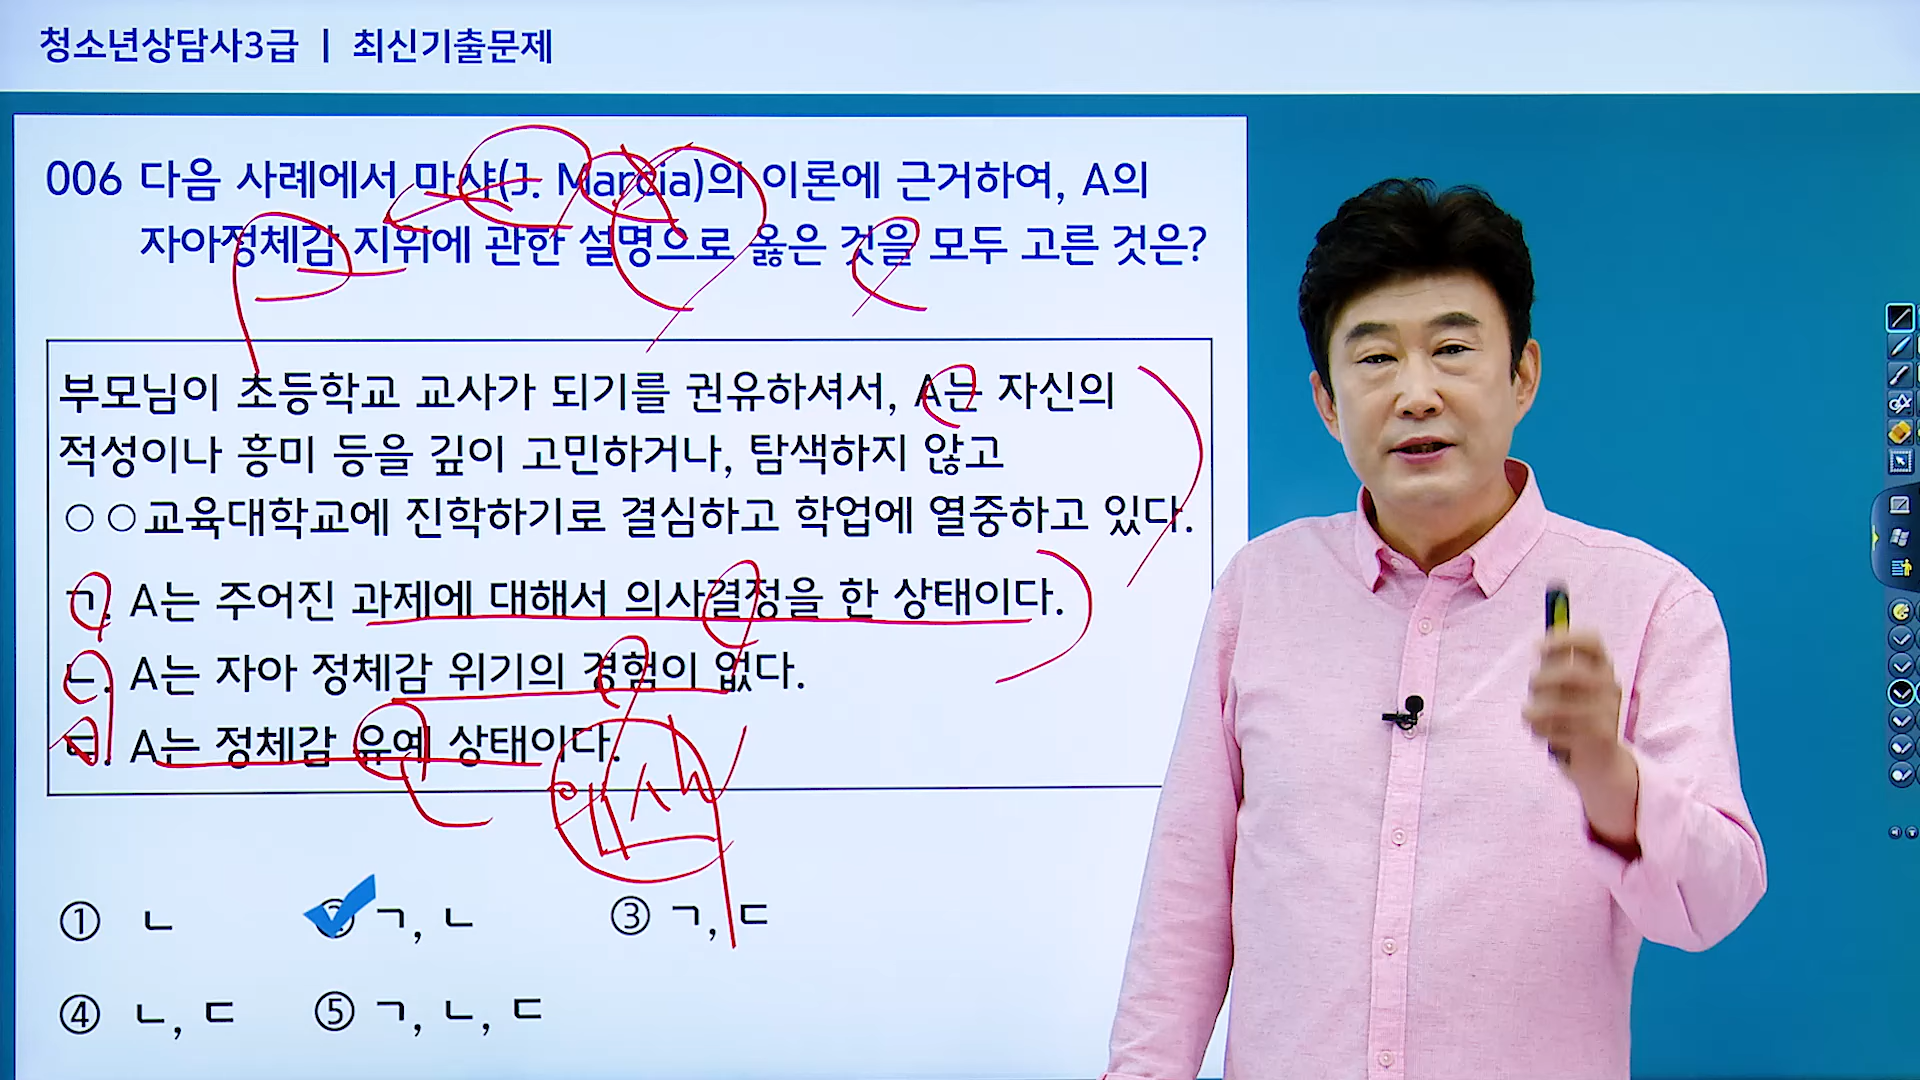 청소년상담사3급 | 최신기출문제
006 다음 사례에서 마샤(J. Marcia)의 이론에 근거하여, A의
자아정체감 지위에 관한 설명으로 옳은 것을 모두 고른 것은?
부모님이 초등학교 교사가 되기를 권유하셔서, A는 자신의
적성이나 흥미 등을 깊이 고민하거나, 탐색하지 않고
○○교육대학교에 진학하기로 결심하고 학업에 열중하고 있다.
ㄱ. A는 주어진 과제에 대해서 의사결정을 한 상태이다.
ㄴ. A는 자아 정체감 위기의 경험이 없다.
ㄷ. A는 정체감 유예 상태이다.
① ㄴ ② ㄱ, ㄴ ③ ㄱ, ㄷ
④ ㄴ, ㄷ ⑤ ㄱ, ㄴ, ㄷ